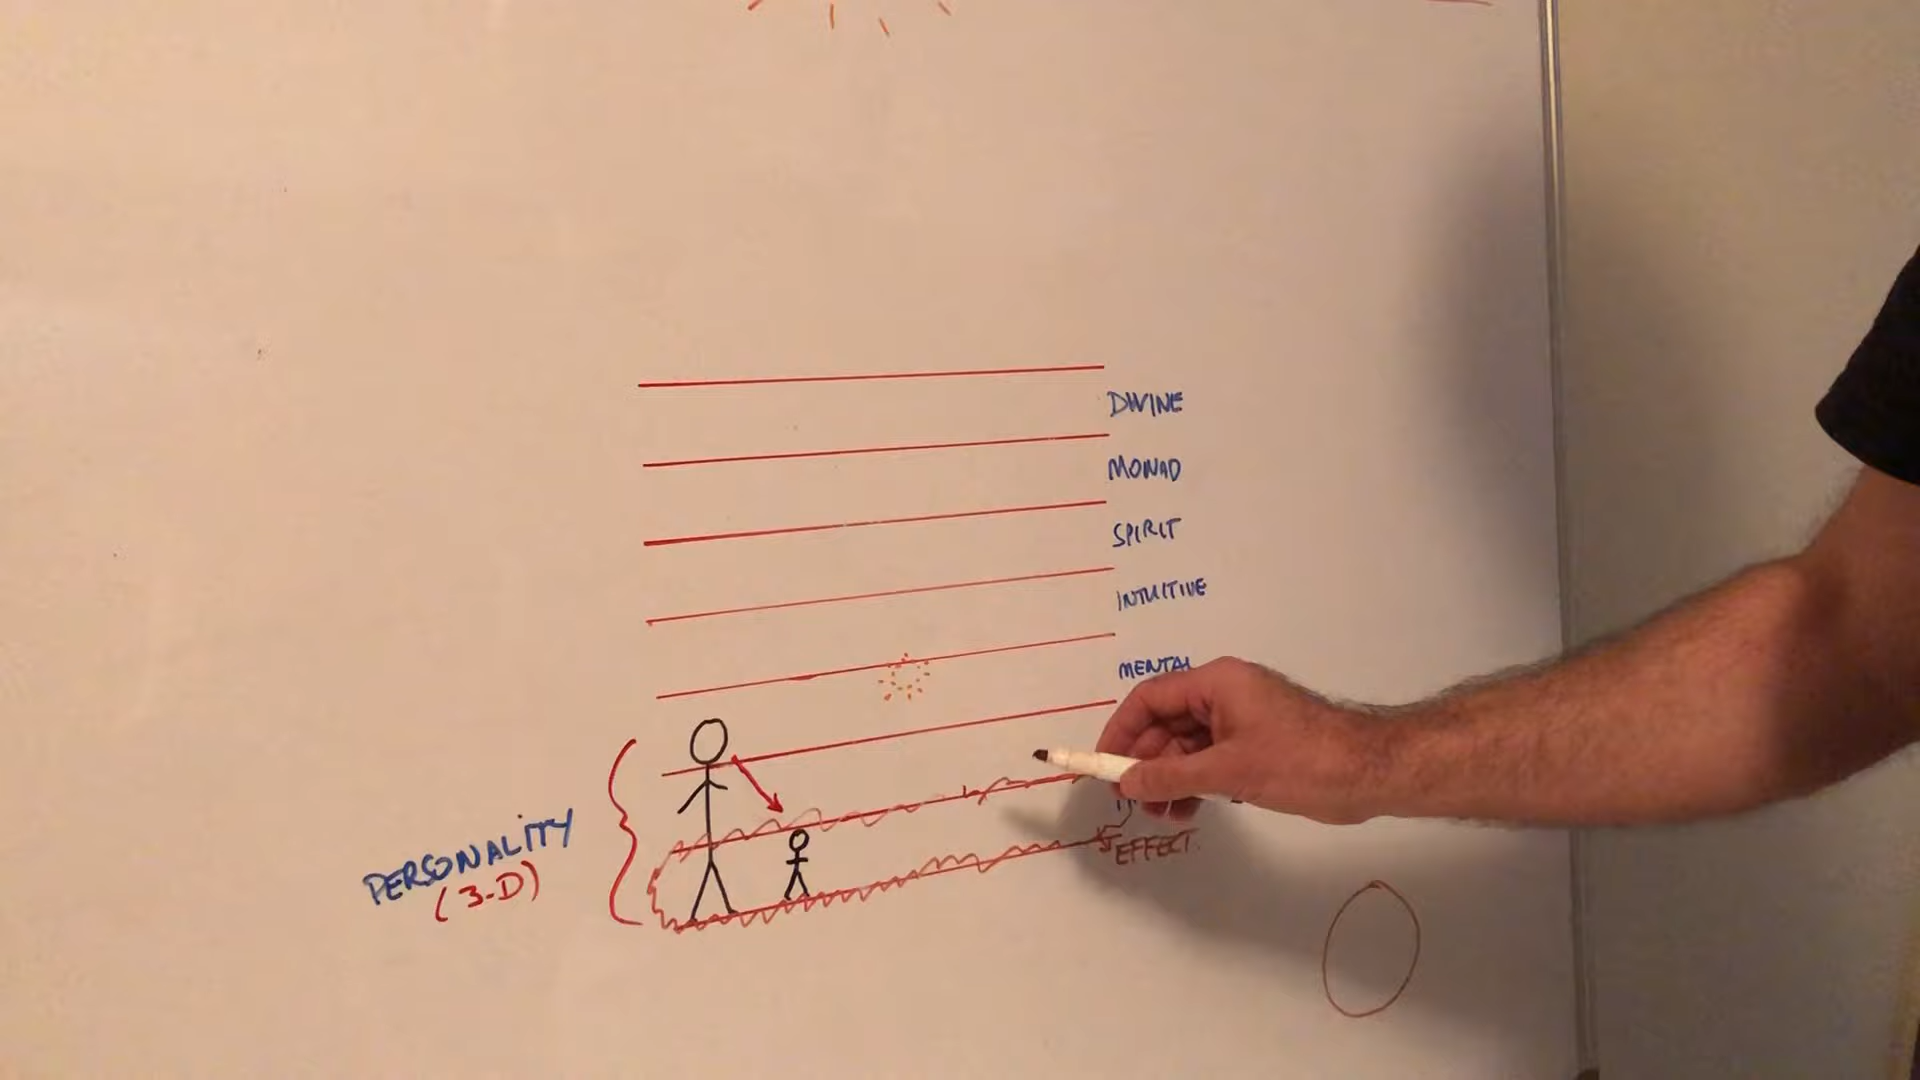 DIVINE
MONAD
SPIRIT
INTUITIVE
MENTAL
PERSONALITY
(3-D)
EFFECT.